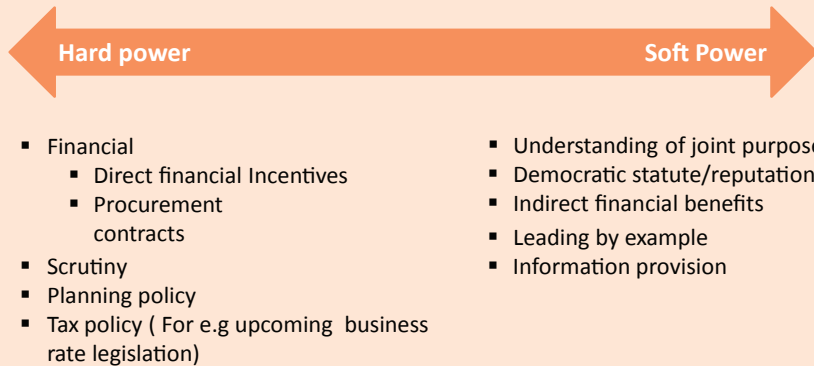 Hard power
Soft Power
▪ Financial
▪ Direct financial Incentives
▪ Procurement
contracts
▪ Scrutiny
▪ Planning policy
▪ Tax policy ( For e.g upcoming business
rate legislation)
▪ Understanding of joint purpose
▪ Democratic statute/reputation
▪ Indirect financial benefits
▪ Leading by example
▪ Information provision